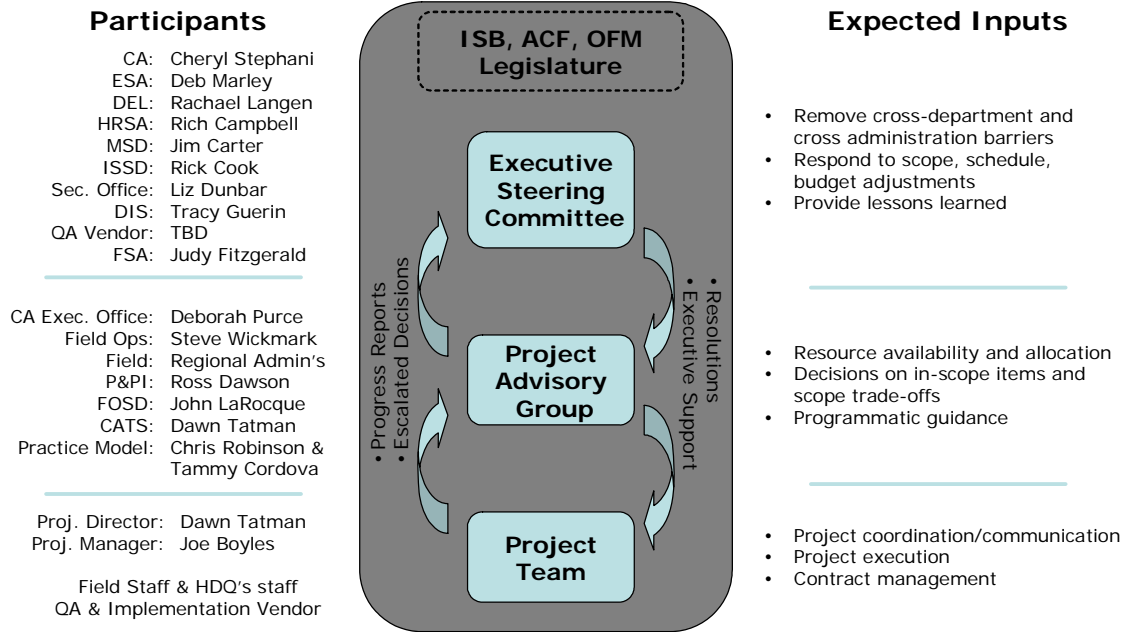 Participants
CA: Cheryl Stephani
ESA: Deb Marley
DEL: Rachael Langen
HRSA: Rich Campbell
MSD: Jim Carter
ISSD: Rick Cook
Sec. Office: Liz Dunbar
DIS: Tracy Guerin
QA Vendor: TBD
FSA: Judy Fitzgerald
CA Exec. Office: Deborah Purce
Field Ops: Steve Wickmark
Field: Regional Admin's
P&PI: Ross Dawson
FOSD: John LaRocque
CATS: Dawn Tatman
Practice Model: Chris Robinson &
Tammy Cordova
Proj. Director: Dawn Tatman
Proj. Manager: Joe Boyles
Field Staff & HDQ's staff
QA & Implementation Vendor
ISB, ACF, OFM
Legislature
Executive
Steering
Committee
Project
Advisory
Group
Project
Team
• Progress Reports
• Escalated Decisions
• Resolutions
• Executive Support
Expected Inputs
• Remove cross-department and
cross administration barriers
• Respond to scope, schedule,
budget adjustments
• Provide lessons learned
• Resource availability and allocation
• Decisions on in-scope items and
scope trade-offs
• Programmatic guidance
• Project coordination/communication
• Project execution
• Contract management